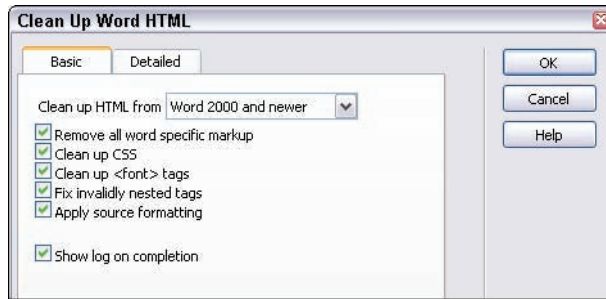 Clean Up Word HTML
Basic Detailed
OK
Clean up HTML from Word 2000 and newer
Cancel
Remove all word specific markup
Help
Clean up CSS
Clean up <font> tags
Fix invalidly nested tags
Apply source formatting
Show log on completion